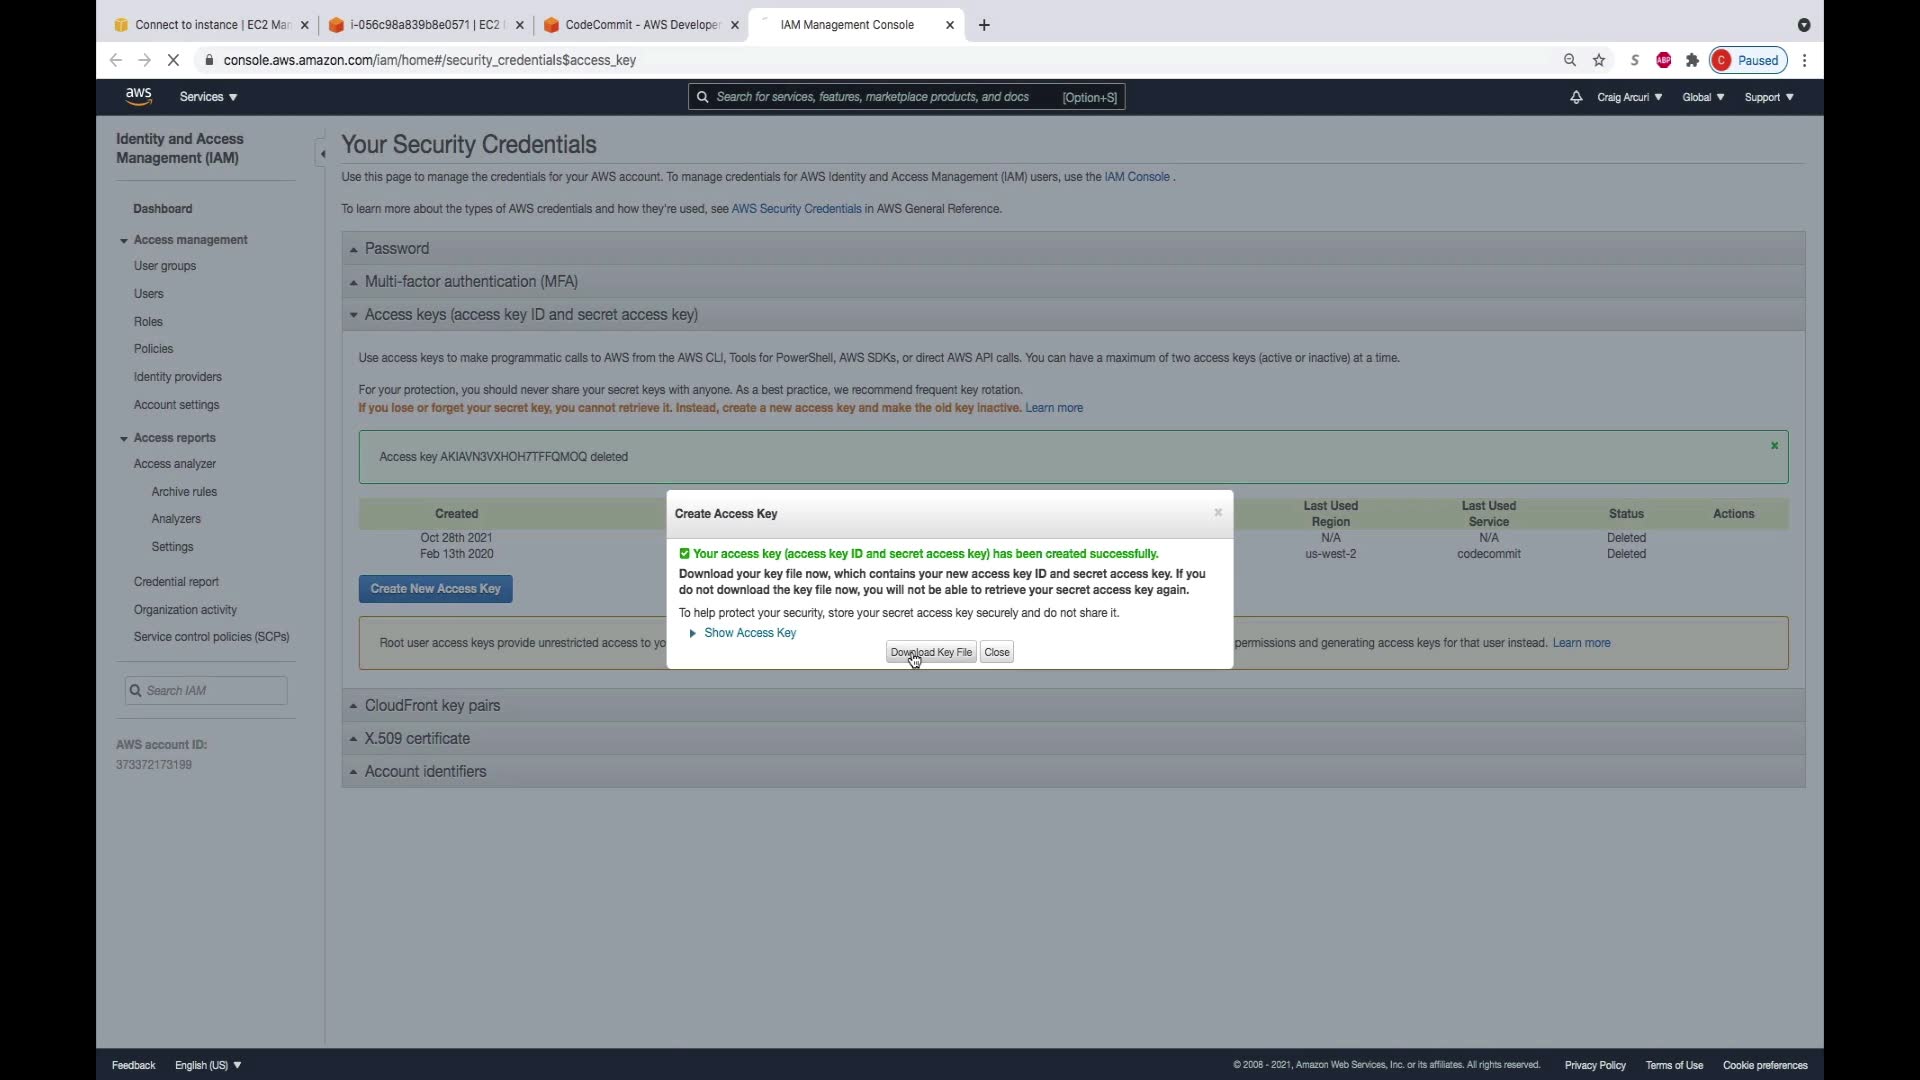 Connect to instance | EC2 Man
i-056c98a839b8e0571 | EC2
CodeCommit - AWS Developer
IAM Management Console
console.aws.amazon.com/iam/home#/security_credentials$access_key
S
ABP
C
Paused
aws
Services
Search for services, features, marketplace products, and docs
[Option+S]
Craig Arcuri
Global
Support
Identity and Access
Management (IAM)
Dashboard
Access management
User groups
Users
Roles
Policies
Identity providers
Account settings
Access reports
Access analyzer
Archive rules
Analyzers
Settings
Credential report
Organization activity
Service control policies (SCPs)
Search IAM
AWS account ID:
373372173199
Your Security Credentials
Use this page to manage the credentials for your AWS account. To manage credentials for AWS Identity and Access Management (IAM) users, use the IAM Console .
To learn more about the types of AWS credentials and how they're used, see AWS Security Credentials in AWS General Reference.
Password
Multi-factor authentication (MFA)
Access keys (access key ID and secret access key)
Use access keys to make programmatic calls to AWS from the AWS CLI, Tools for PowerShell, AWS SDKs, or direct AWS API calls. You can have a maximum of two access keys (active or inactive) at a time.
For your protection, you should never share your secret keys with anyone. As a best practice, we recommend frequent key rotation.
If you lose or forget your secret key, you cannot retrieve it. Instead, create a new access key and make the old key inactive. Learn more
Access key AKIAVN3VXHOH7TFFQMOQ deleted
Created
Last Used
Region
Last Used
Service
Status
Actions
Oct 28th 2021
N/A
N/A
Deleted
Feb 13th 2020
us-west-2
codecommit
Deleted
Create New Access Key
Root user access keys provide unrestricted access to yo
permissions and generating access keys for that user instead. Learn more
Create Access Key
Your access key (access key ID and secret access key) has been created successfully.
Download your key file now, which contains your new access key ID and secret access key. If you
do not download the key file now, you will not be able to retrieve your secret access key again.
To help protect your security, store your secret access key securely and do not share it.
Show Access Key
Download Key File
Close
CloudFront key pairs
X.509 certificate
Account identifiers
Feedback
English (US)
© 2008 - 2021, Amazon Web Services, Inc. or its affiliates. All rights reserved.
Privacy Policy
Terms of Use
Cookie preferences